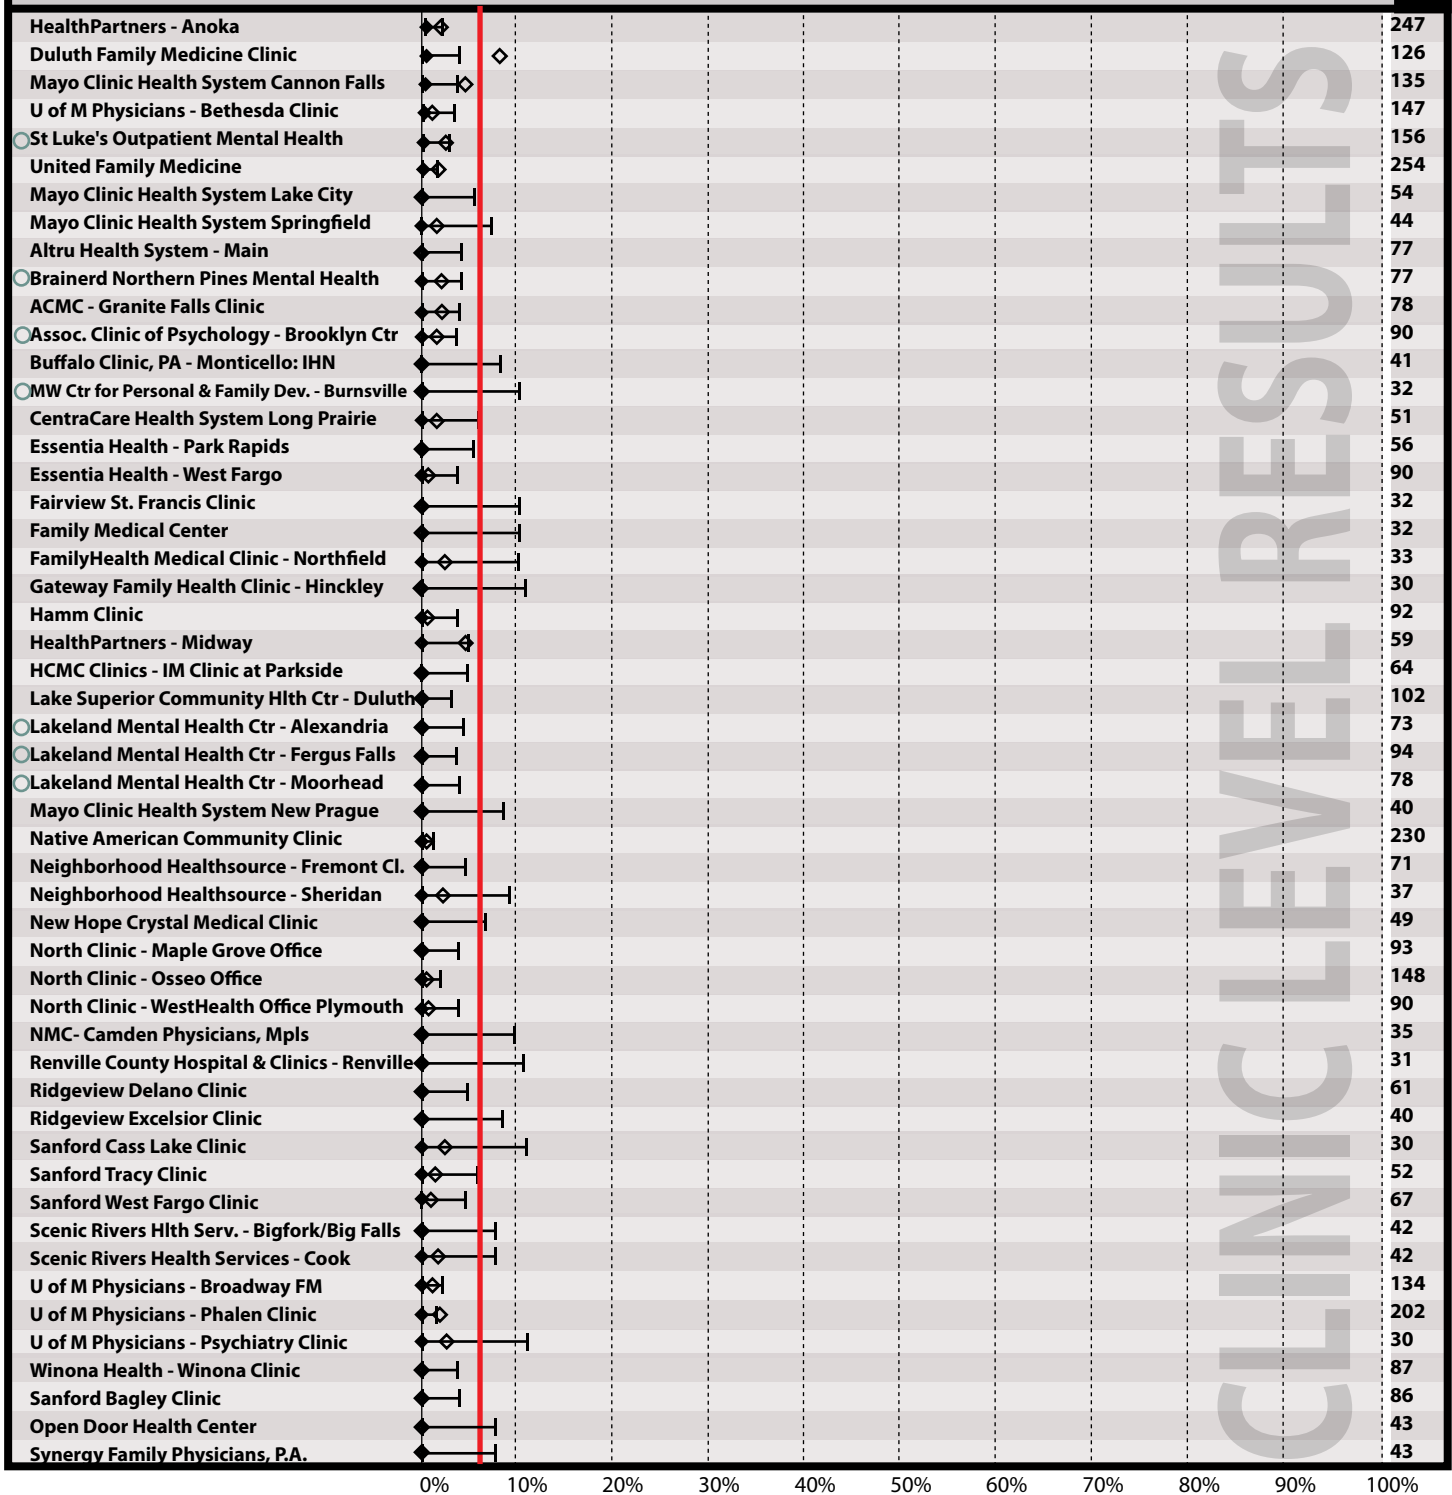 HealthPartners - Anoka 247
Duluth Family Medicine Clinic 126
Mayo Clinic Health System Cannon Falls 135
U of M Physicians - Bethesda Clinic 147
St Luke's Outpatient Mental Health 156
United Family Medicine 254
Mayo Clinic Health System Lake City 54
Mayo Clinic Health System Springfield 44
Altru Health System - Main 77
Brainerd Northern Pines Mental Health 77
ACMC - Granite Falls Clinic 78
Assoc. Clinic of Psychology - Brooklyn Ctr 90
Buffalo Clinic, PA - Monticello: IHN 41
MW Ctr for Personal & Family Dev. - Burnsville 32
CentraCare Health System Long Prairie 51
Essentia Health - Park Rapids 56
Essentia Health - West Fargo 90
Fairview St. Francis Clinic 32
Family Medical Center 32
FamilyHealth Medical Clinic - Northfield 33
Gateway Family Health Clinic - Hinckley 30
Hamm Clinic 92
HealthPartners - Midway 59
HCMC Clinics - IM Clinic at Parkside 64
Lake Superior Community Hlth Ctr - Duluth 102
Lakeland Mental Health Ctr - Alexandria 73
Lakeland Mental Health Ctr - Fergus Falls 94
Lakeland Mental Health Ctr - Moorhead 78
Mayo Clinic Health System New Prague 40
Native American Community Clinic 230
Neighborhood Healthsource - Fremont Cl. 71
Neighborhood Healthsource - Sheridan 37
New Hope Crystal Medical Clinic 49
North Clinic - Maple Grove Office 93
North Clinic - Osseo Office 148
North Clinic - WestHealth Office Plymouth 90
NMC- Camden Physicians, Mpls 35
Renville County Hospital & Clinics - Renville 31
Ridgeview Delano Clinic 61
Ridgeview Excelsior Clinic 40
Sanford Cass Lake Clinic 30
Sanford Tracy Clinic 52
Sanford West Fargo Clinic 67
Scenic Rivers Hlth Serv. - Bigfork/Big Falls 42
Scenic Rivers Health Services - Cook 42
U of M Physicians - Broadway FM 134
U of M Physicians - Phalen Clinic 202
U of M Physicians - Psychiatry Clinic 30
Winona Health - Winona Clinic 87
Sanford Bagley Clinic 86
Open Door Health Center 43
Synergy Family Physicians, P.A. 43
0% 10% 20% 30% 40% 50% 60% 70% 80% 90% 100%
CLINIC LEVEL RESULTS